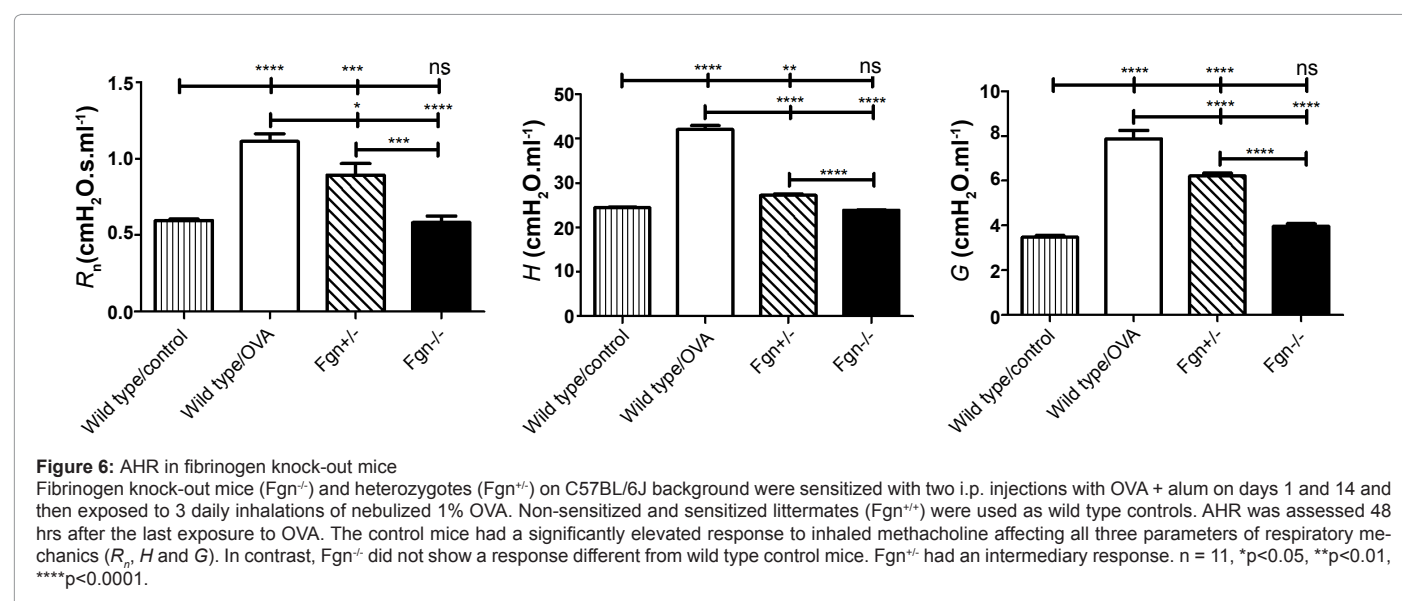 **** *** ns
* ****
***
1.5
1.0
0.5
0.0
Rn(cmH2O.s.ml-1)
Wild type/control
Wild type/OVA
Fgn+/-
Fgn-/-
**** ** ns
**** ****
****
50
40
30
20
10
0
H (cmH2O.ml-1)
Wild type/control
Wild type/OVA
Fgn+/-
Fgn-/-
**** **** ns
**** ****
****
10
8
6
4
2
0
G (cmH2O.ml-1)
Wild type/control
Wild type/OVA
Fgn+/-
Fgn-/-
Figure 6: AHR in fibrinogen knock-out mice
Fibrinogen knock-out mice (Fgn-/-) and heterozygotes (Fgn+/-) on C57BL/6J background were sensitized with two i.p. injections with OVA + alum on days 1 and 14 and
then exposed to 3 daily inhalations of nebulized 1% OVA. Non-sensitized and sensitized littermates (Fgn+/+) were used as wild type controls. AHR was assessed 48
hrs after the last exposure to OVA. The control mice had a significantly elevated response to inhaled methacholine affecting all three parameters of respiratory me-
chanics (Rn, H and G). In contrast, Fgn-/- did not show a response different from wild type control mice. Fgn+/- had an intermediary response. n = 11, *p<0.05, **p<0.01,
****p<0.0001.